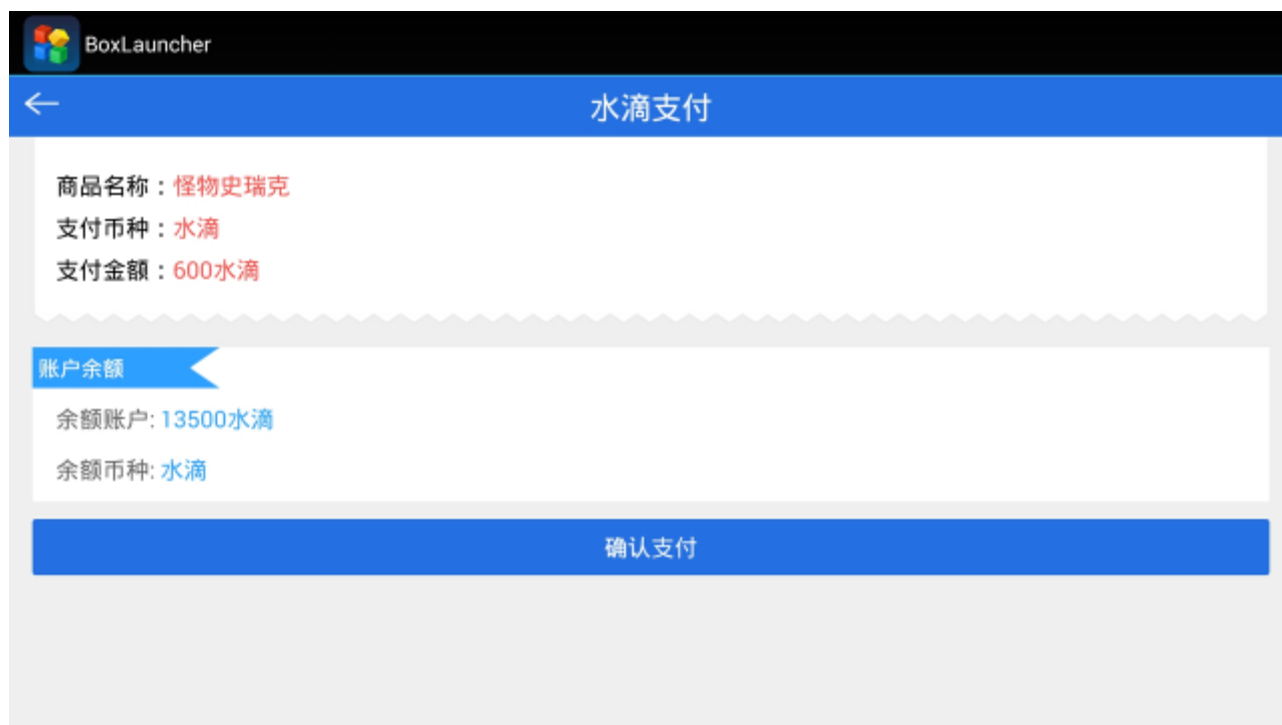 BoxLauncher
水滴支付
商品名称：怪物史瑞克
支付币种：水滴
支付金额：600水滴
账户余额
余额账户: 13500水滴
余额币种: 水滴
确认支付